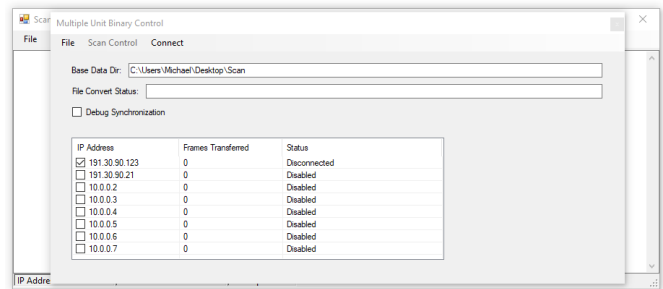 Scan
Multiple Unit Binary Control
File
File Scan Control Connect
Base Data Dir: C:\Users\Michael\Desktop\Scan
File Convert Status:
Debug Synchronization
IP Address Frames Transferred Status
191.30.90.123 0 Disconnected
191.30.90.21 0 Disabled
10.0.0.2 0 Disabled
10.0.0.3 0 Disabled
10.0.0.4 0 Disabled
10.0.0.5 0 Disabled
10.0.0.6 0 Disabled
10.0.0.7 0 Disabled
IP Addre